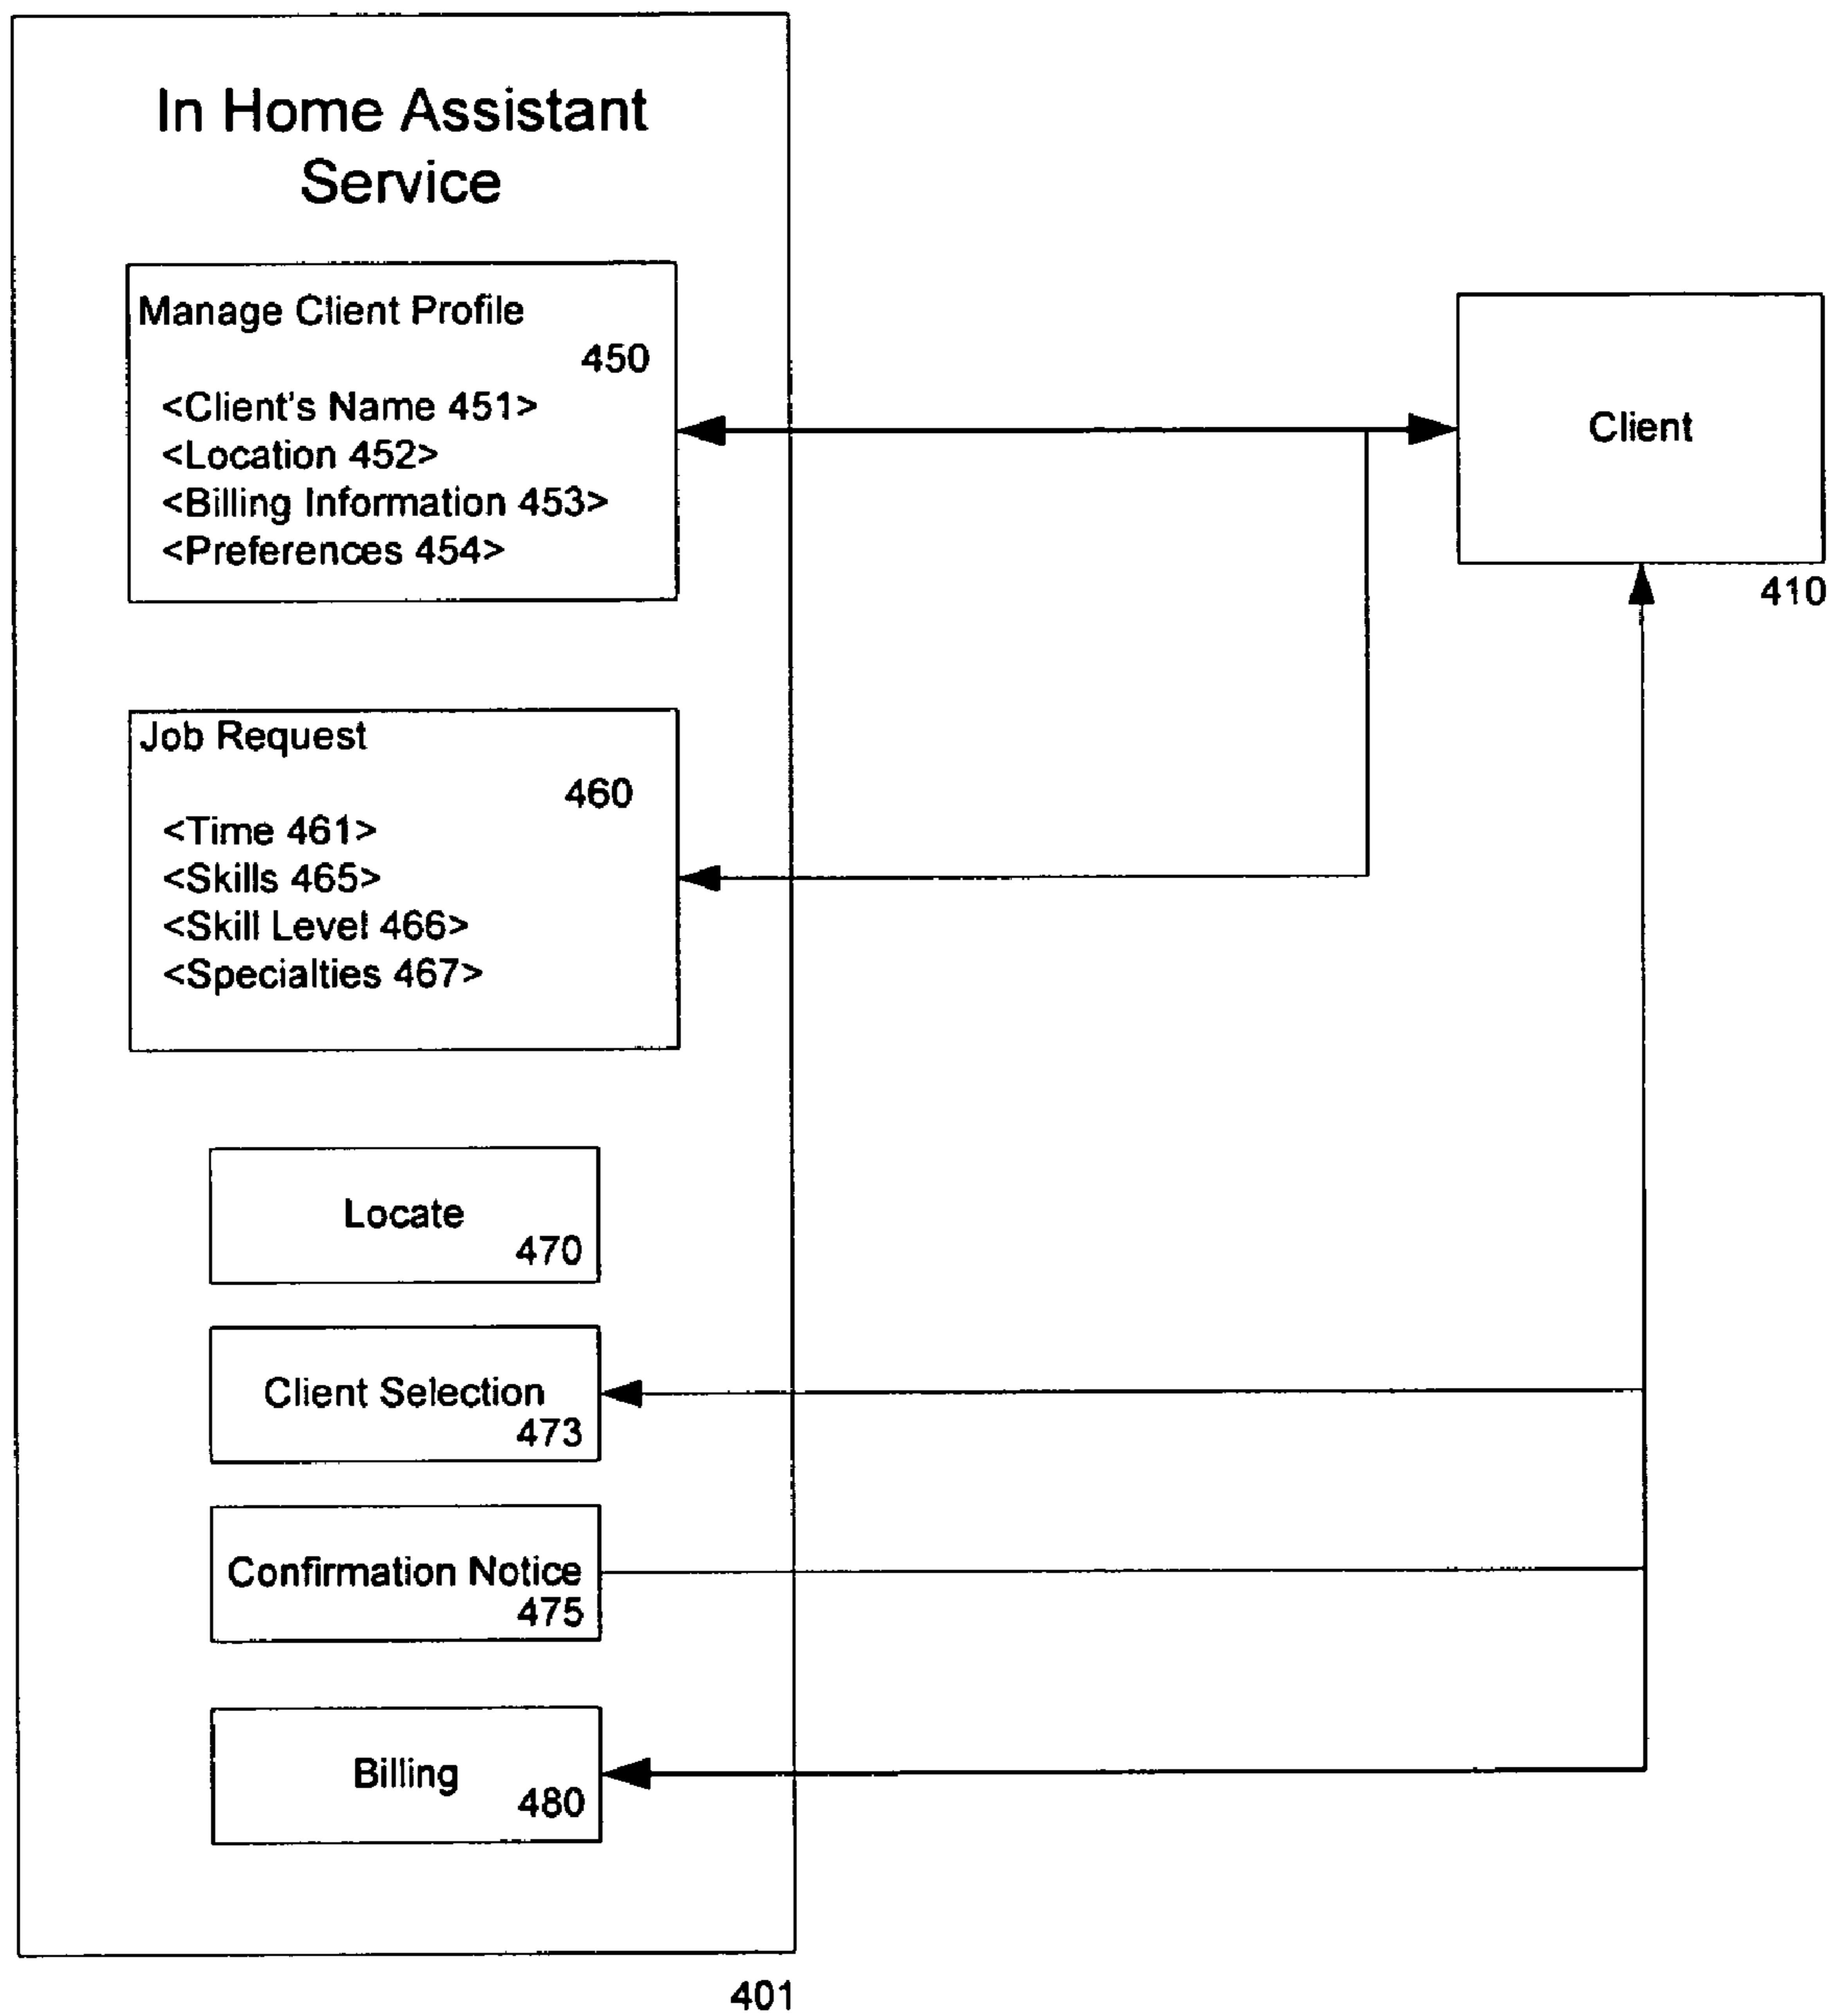 In Home Assistant
Service
Manage Client Profile
450
<Client's Name 451>
<Location 452>
<Billing Information 453>
<Preferences 454>
Client
410
Job Request
460
<Time 461>
<Skills 465>
<Skill Level 466>
<Specialties 467>
Locate
470
Client Selection
473
Confirmation Notice
475
Billing
480
401